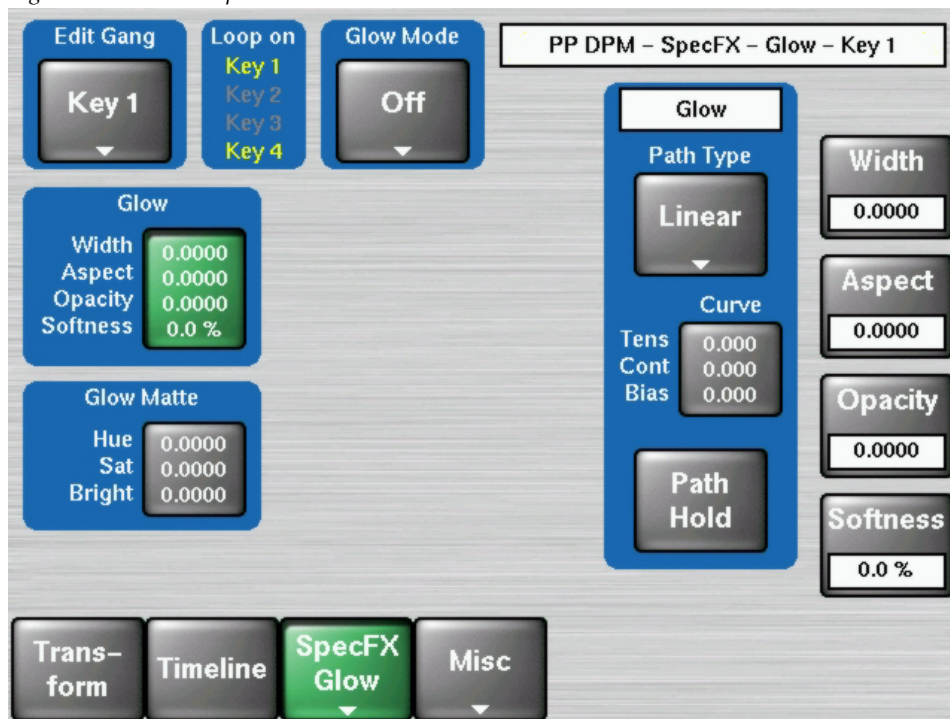 Edit Gang
Key 1
Loop on
Key 1
Key 2
Key 3
Key 4
Glow Mode
Off
PP DPM – SpecFX – Glow – Key 1
Glow
Width 0.0000
Aspect 0.0000
Opacity 0.0000
Softness 0.0 %
Glow Matte
Hue 0.0000
Sat 0.0000
Bright 0.0000
Glow
Path Type
Linear
Curve
Tens 0.000
Cont 0.000
Bias 0.000
Path
Hold
Width
0.0000
Aspect
0.0000
Opacity
0.0000
Softness
0.0 %
Trans–
form
Timeline
SpecFX
Glow
Misc